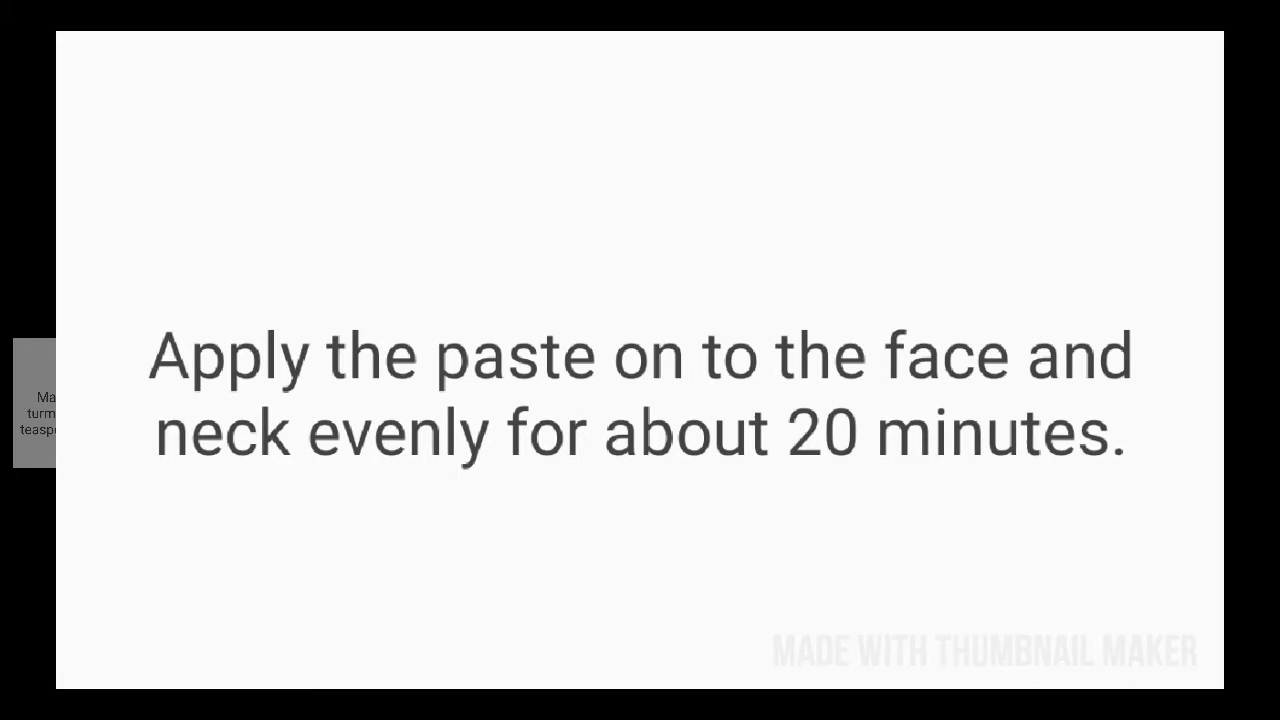 Apply the paste on to the face and
neck evenly for about 20 minutes.
MADE WITH THUMBNAIL MAKER